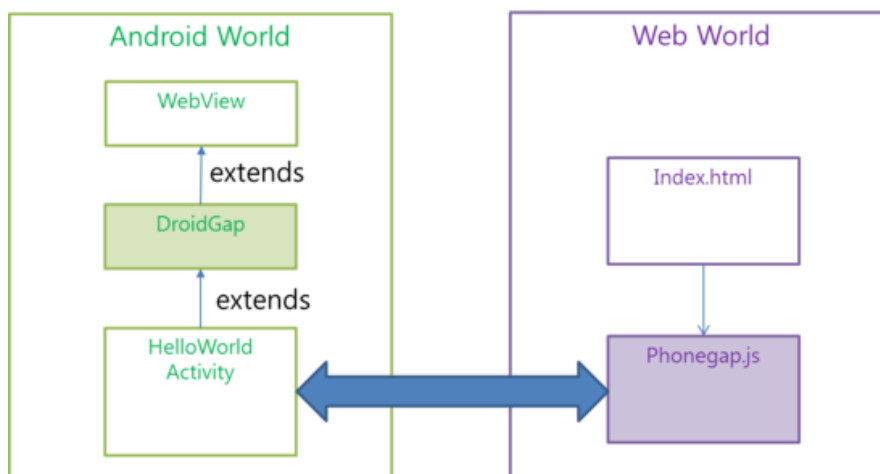 Android World
WebView
extends
DroidGap
extends
HelloWorld
Activity
Web World
Index.html
Phonegap.js